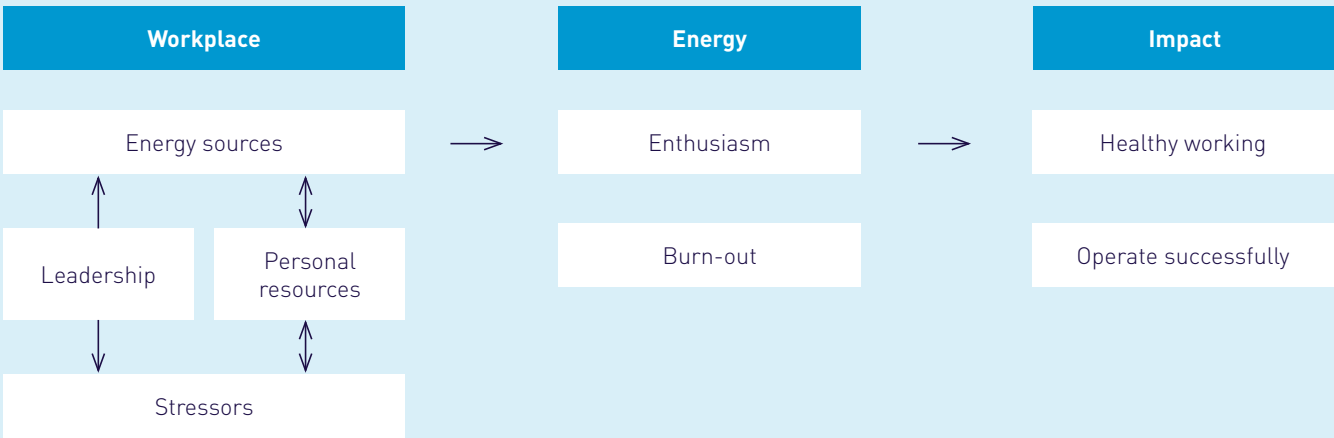 Workplace
Energy
Impact
Energy sources
Enthusiasm
Healthy working
Leadership
Personal
resources
Burn-out
Operate successfully
Stressors